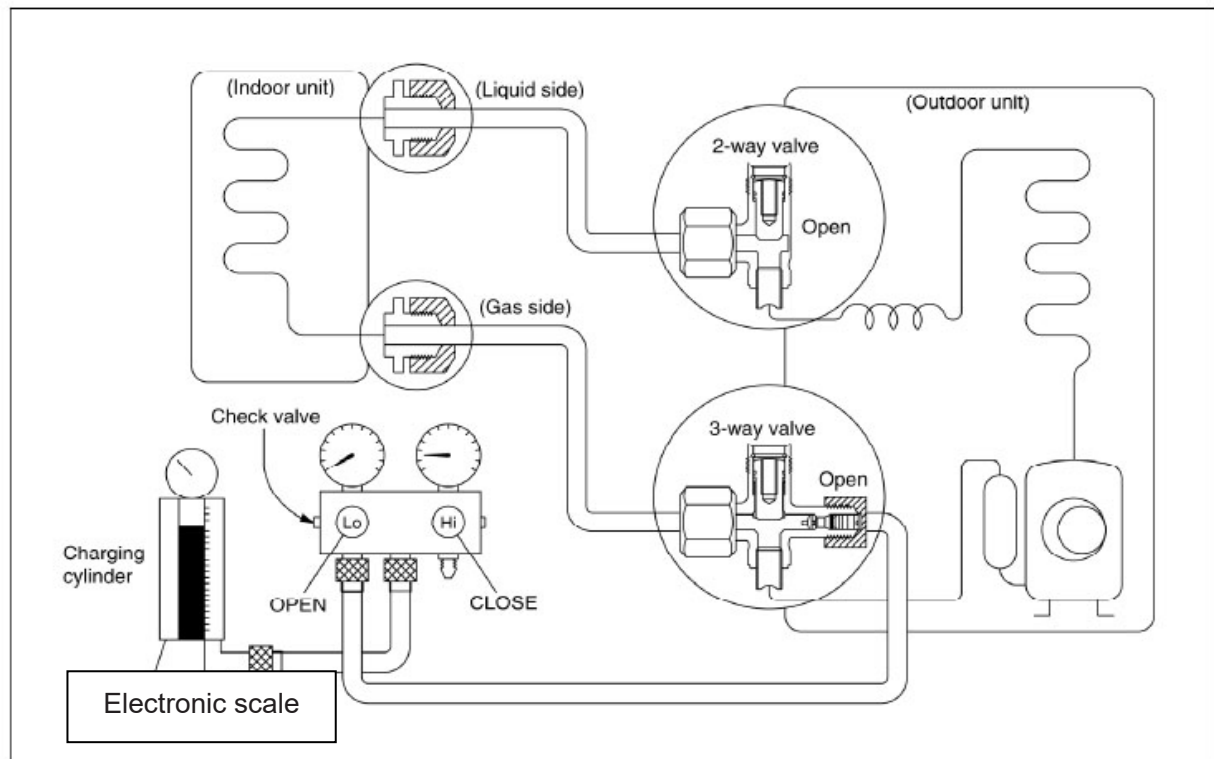 (Indoor unit)
(Liquid side)
(Outdoor unit)
2-way valve
Open
(Gas side)
Check valve
3-way valve
Open
Lo
Hi
Charging
cylinder
OPEN
CLOSE
Electronic scale